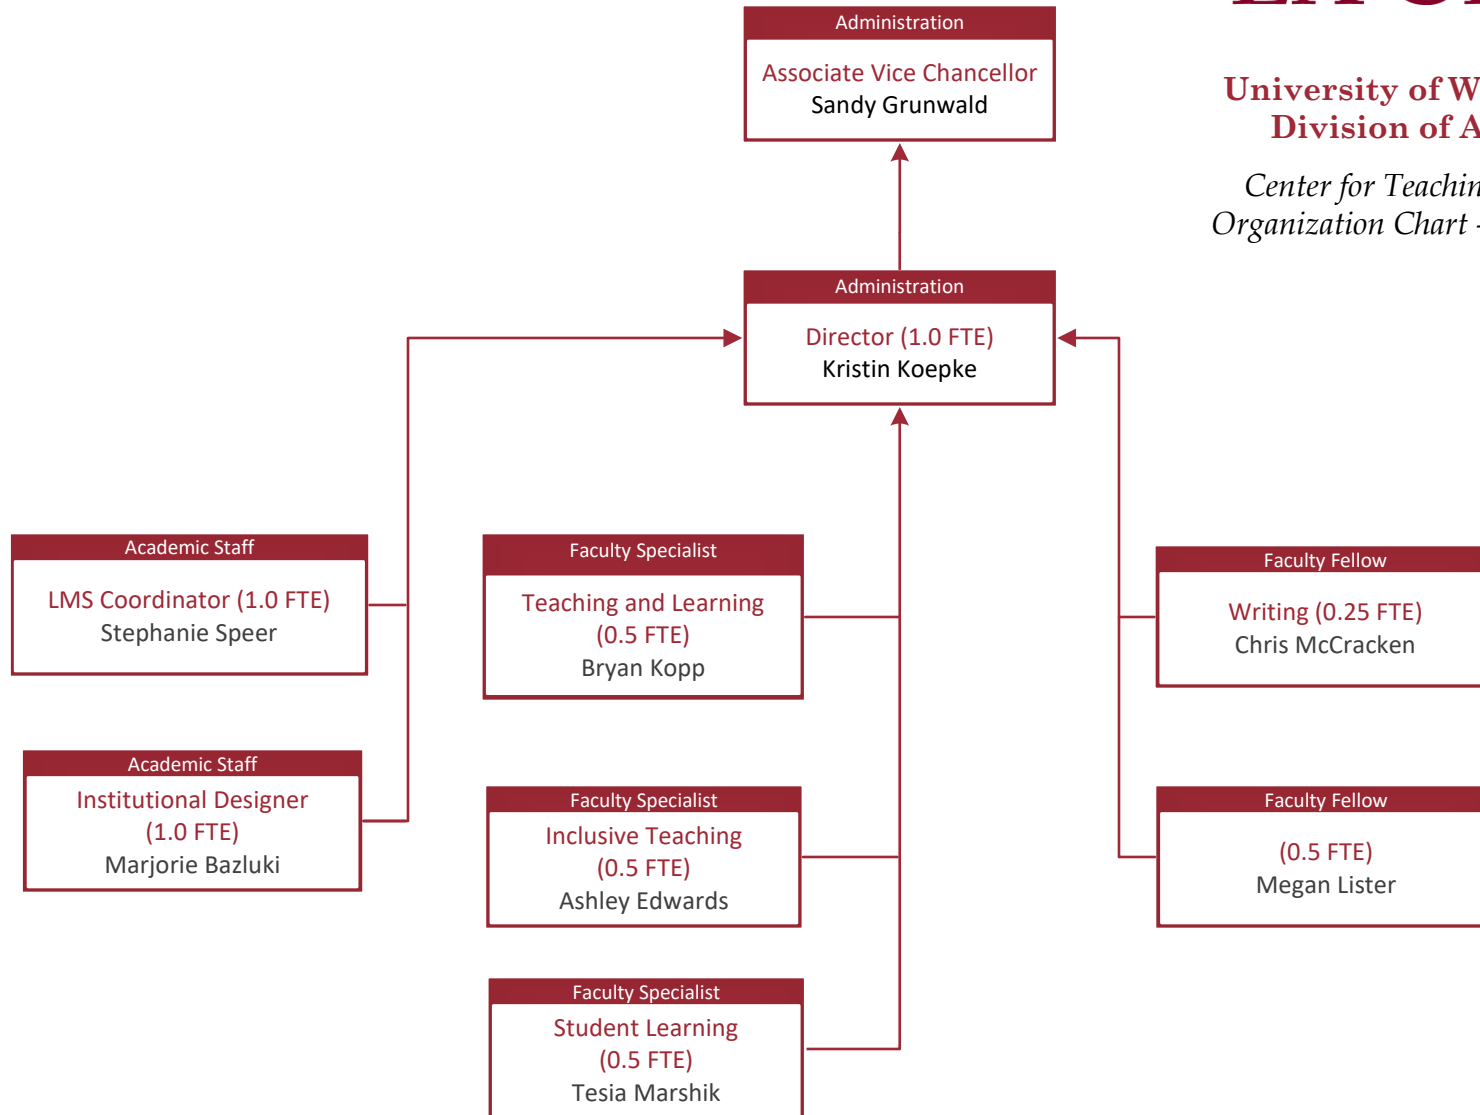 Administration
Associate Vice Chancellor
Sandy Grunwald
University of W
Division of A
Center for Teachin
Organization Chart -
Administration
Director (1.0 FTE)
Kristin Koepke
Academic Staff
LMS Coordinator (1.0 FTE)
Stephanie Speer
Faculty Specialist
Teaching and Learning
(0.5 FTE)
Bryan Kopp
Faculty Fellow
Writing (0.25 FTE)
Chris McCracken
Academic Staff
Institutional Designer
(1.0 FTE)
Marjorie Bazluki
Faculty Specialist
Inclusive Teaching
(0.5 FTE)
Ashley Edwards
Faculty Fellow
(0.5 FTE)
Megan Lister
Faculty Specialist
Student Learning
(0.5 FTE)
Tesia Marshik